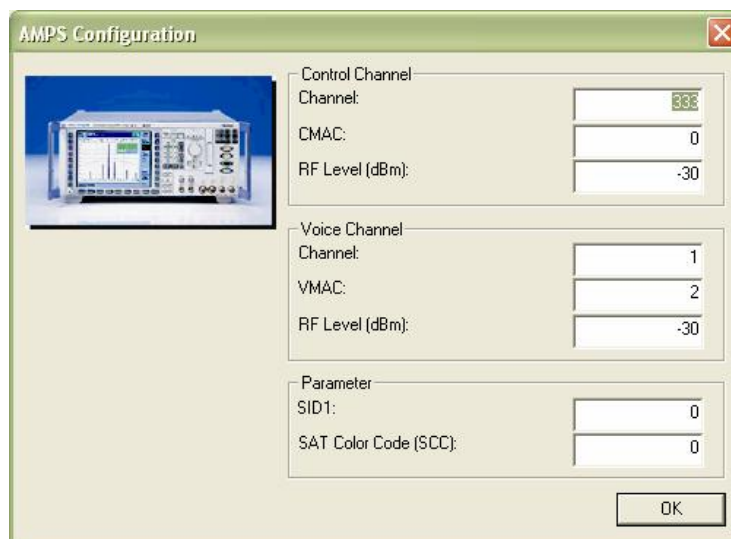 AMPS Configuration
Control Channel
Channel: 333
CMAC: 0
RF Level (dBm): -30
Voice Channel
Channel: 1
VMAC: 2
RF Level (dBm): -30
Parameter
SID1: 0
SAT Color Code (SCC): 0
OK